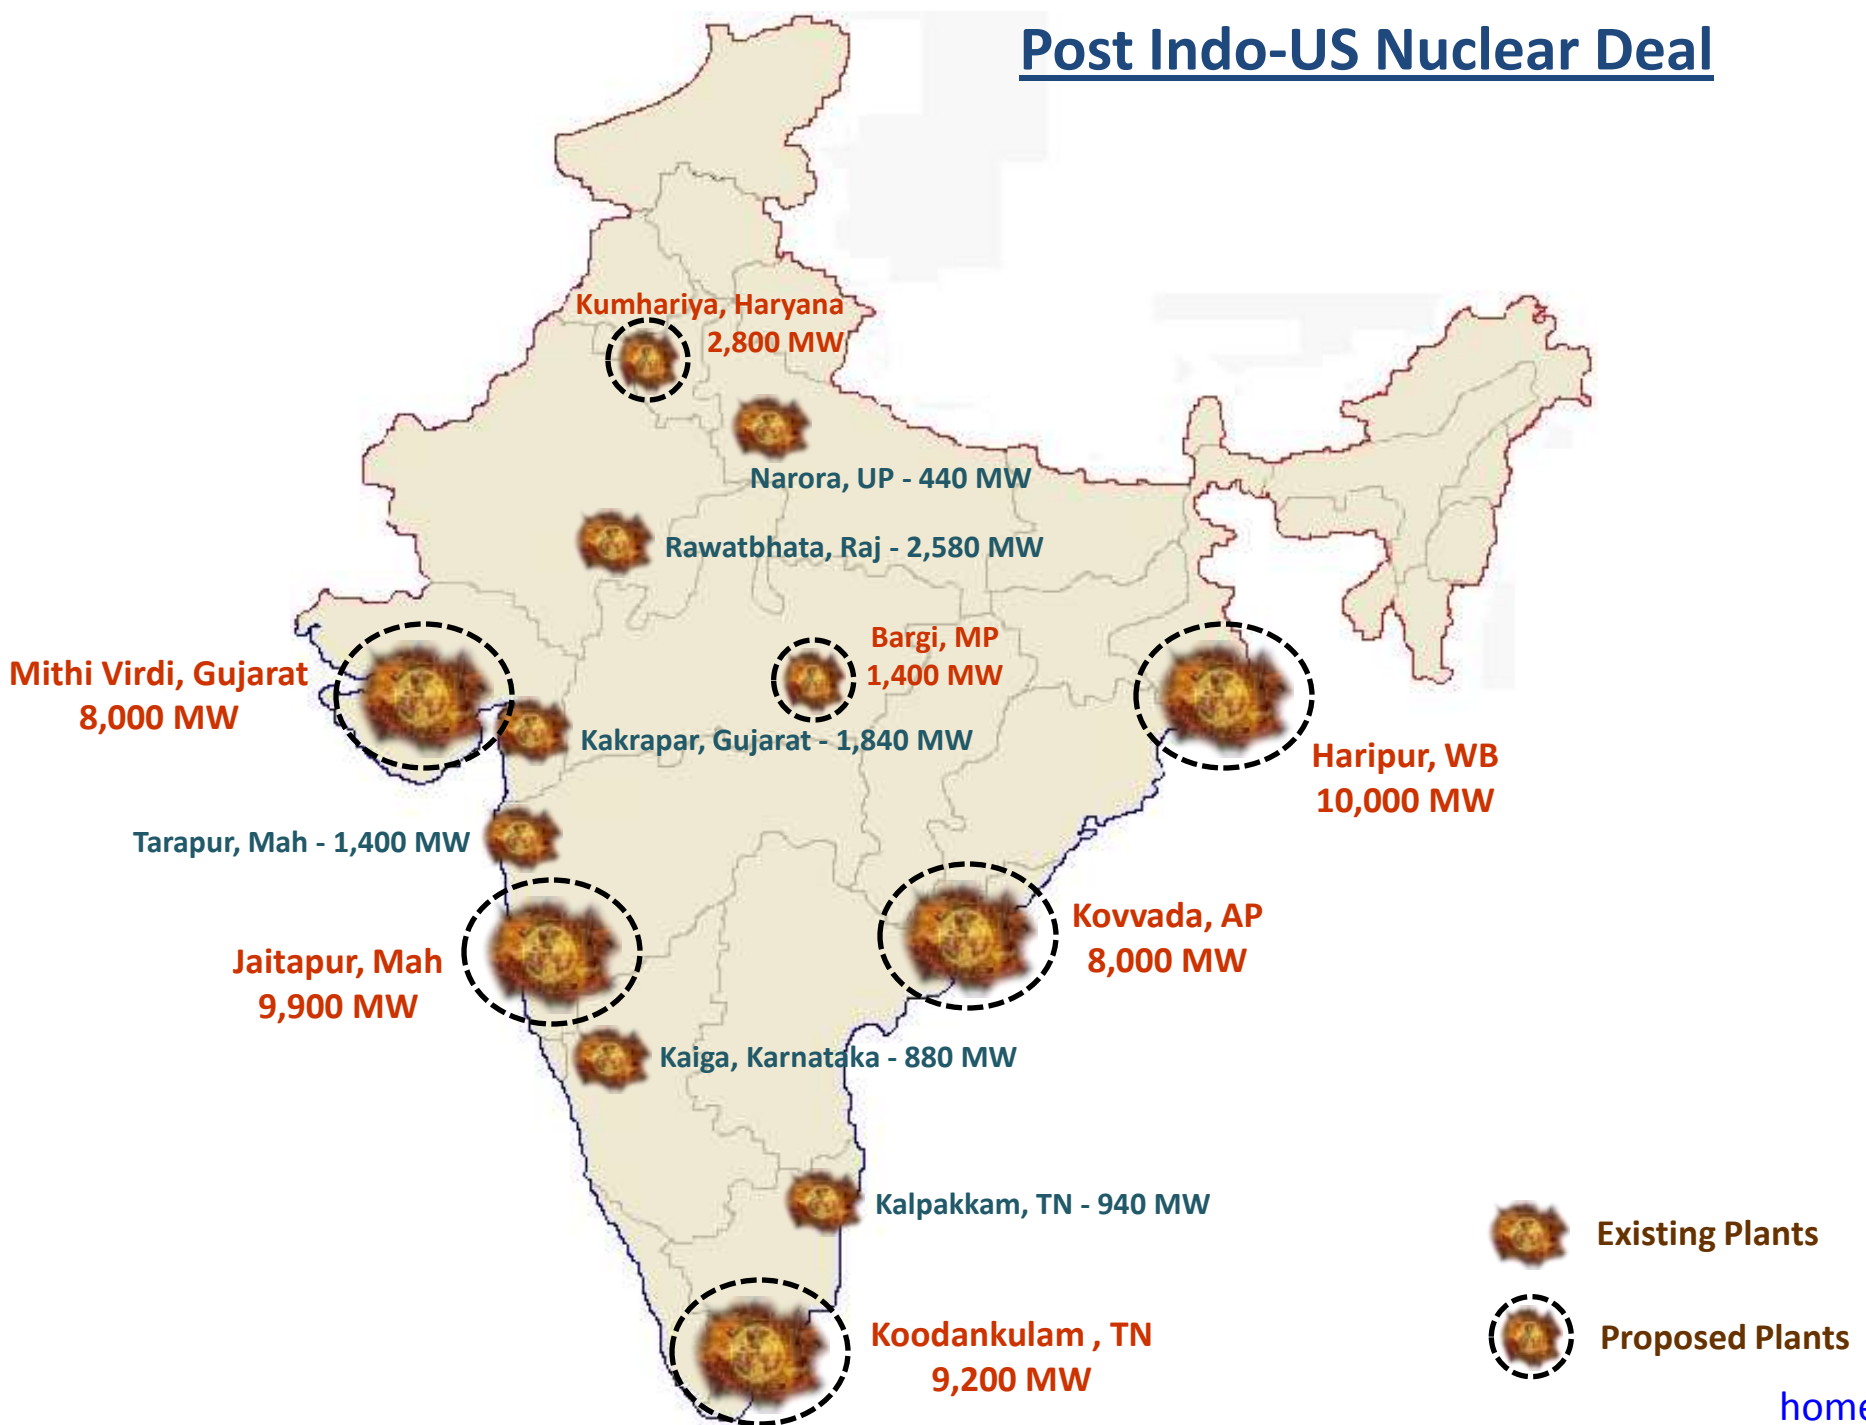 Post Indo-US Nuclear Deal
Kumhariya, Haryana
2,800 MW
Narora, UP - 440 MW
Rawatbhata, Raj - 2,580 MW
Bargi, MP
1,400 MW
Mithi Virdi, Gujarat
8,000 MW
Kakrapar, Gujarat - 1,840 MW
Haripur, WB
10,000 MW
Tarapur, Mah - 1,400 MW
Kovvada, AP
8,000 MW
Jaitapur, Mah
9,900 MW
Kaiga, Karnataka - 880 MW
Kalpakkam, TN - 940 MW
Existing Plants
Koodankulam , TN
9,200 MW
Proposed Plants
home